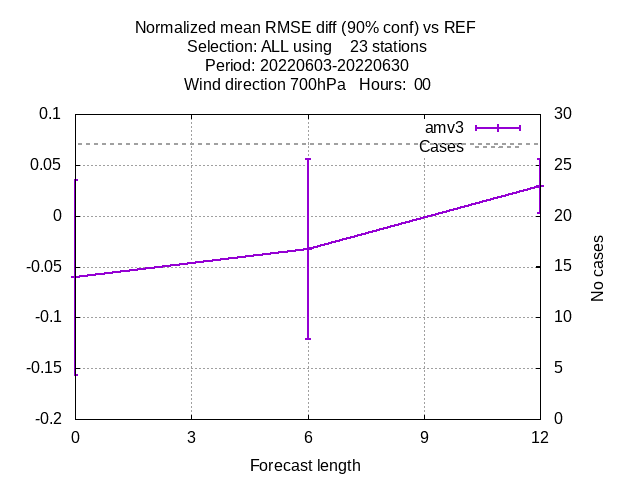 Normalized mean RMSE diff (90% conf) vs REF
Selection: ALL using    23 stations
Period: 20220603-20220630
Wind direction 700hPa   Hours:  00
0.1
0.05
0
-0.05
-0.1
-0.15
-0.2
30
25
20
15
10
5
0
amv3
Cases
No cases
0 3 6 9 12
Forecast length